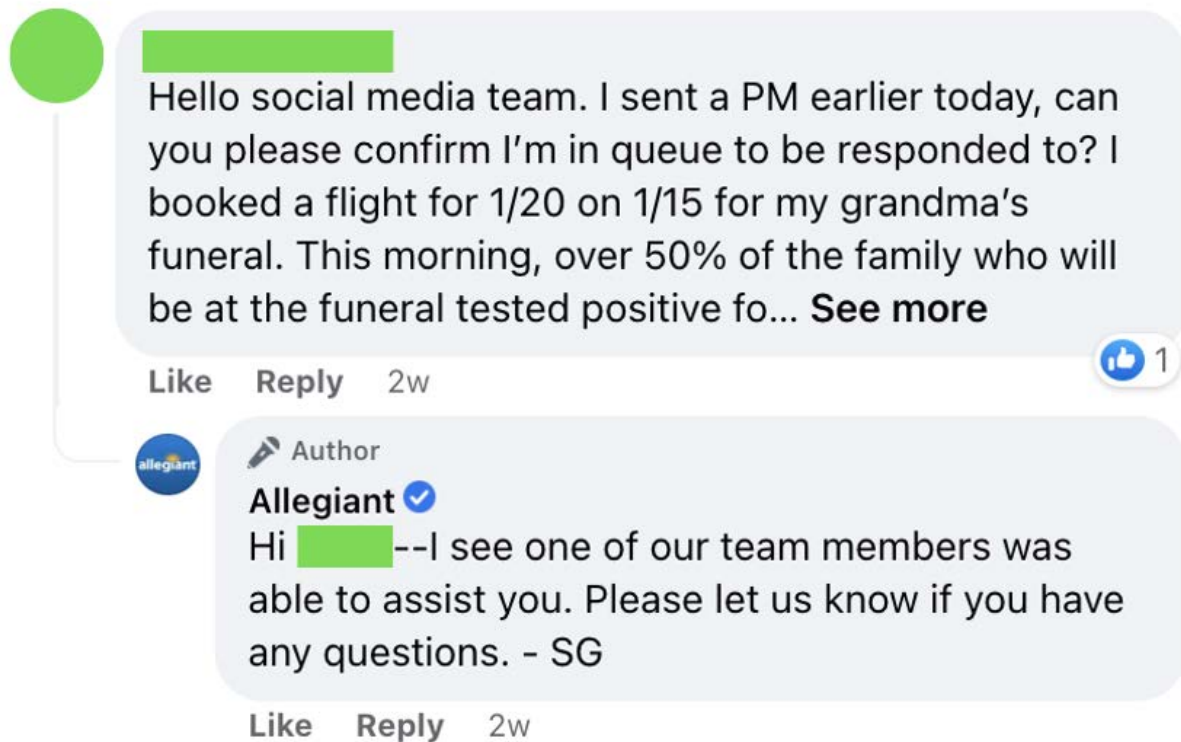 Hello social media team. I sent a PM earlier today, can
you please confirm I’m in queue to be responded to? I
booked a flight for 1/20 on 1/15 for my grandma’s
funeral. This morning, over 50% of the family who will
be at the funeral tested positive fo... See more
1
Like Reply 2w
allegiant
Author
Allegiant
Hi --I see one of our team members was
able to assist you. Please let us know if you have
any questions. - SG
Like Reply 2w